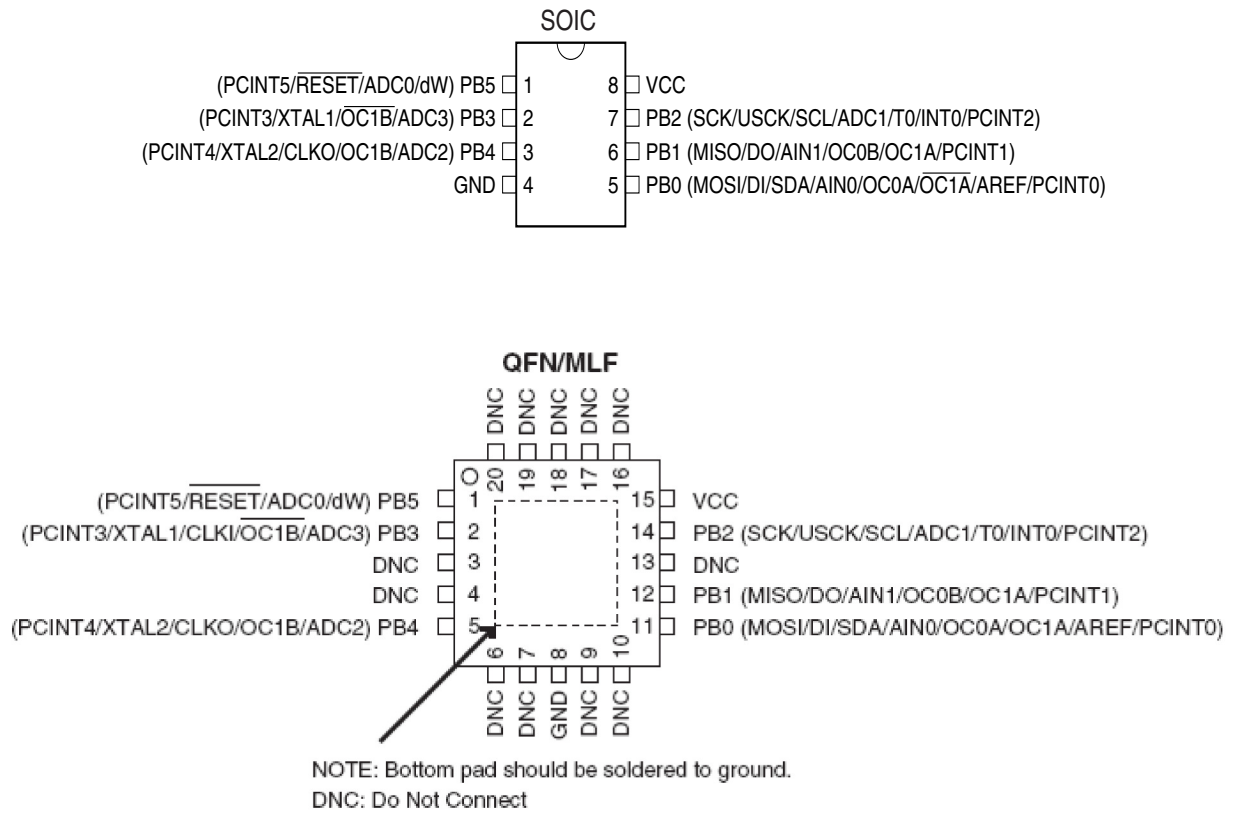 SOIC
(PCINT5/RESET/ADC0/dW) PB5 1 8 VCC
(PCINT3/XTAL1/OC1B/ADC3) PB3 2 7 PB2 (SCK/USCK/SCL/ADC1/T0/INT0/PCINT2)
(PCINT4/XTAL2/CLKO/OC1B/ADC2) PB4 3 6 PB1 (MISO/DO/AIN1/OC0B/OC1A/PCINT1)
GND 4 5 PB0 (MOSI/DI/SDA/AIN0/OC0A/OC1A/AREF/PCINT0)
QFN/MLF
DNC DNC DNC DNC DNC
20 19 18 17 16
(PCINT5/RESET/ADC0/dW) PB5 1 15 VCC
(PCINT3/XTAL1/CLKI/OC1B/ADC3) PB3 2 14 PB2 (SCK/USCK/SCL/ADC1/T0/INT0/PCINT2)
DNC 3 13 DNC
DNC 4 12 PB1 (MISO/DO/AIN1/OC0B/OC1A/PCINT1)
(PCINT4/XTAL2/CLKO/OC1B/ADC2) PB4 5 11 PB0 (MOSI/DI/SDA/AIN0/OC0A/OC1A/AREF/PCINT0)
6 7 8 9 10
DNC DNC GND DNC DNC
NOTE: Bottom pad should be soldered to ground.
DNC: Do Not Connect